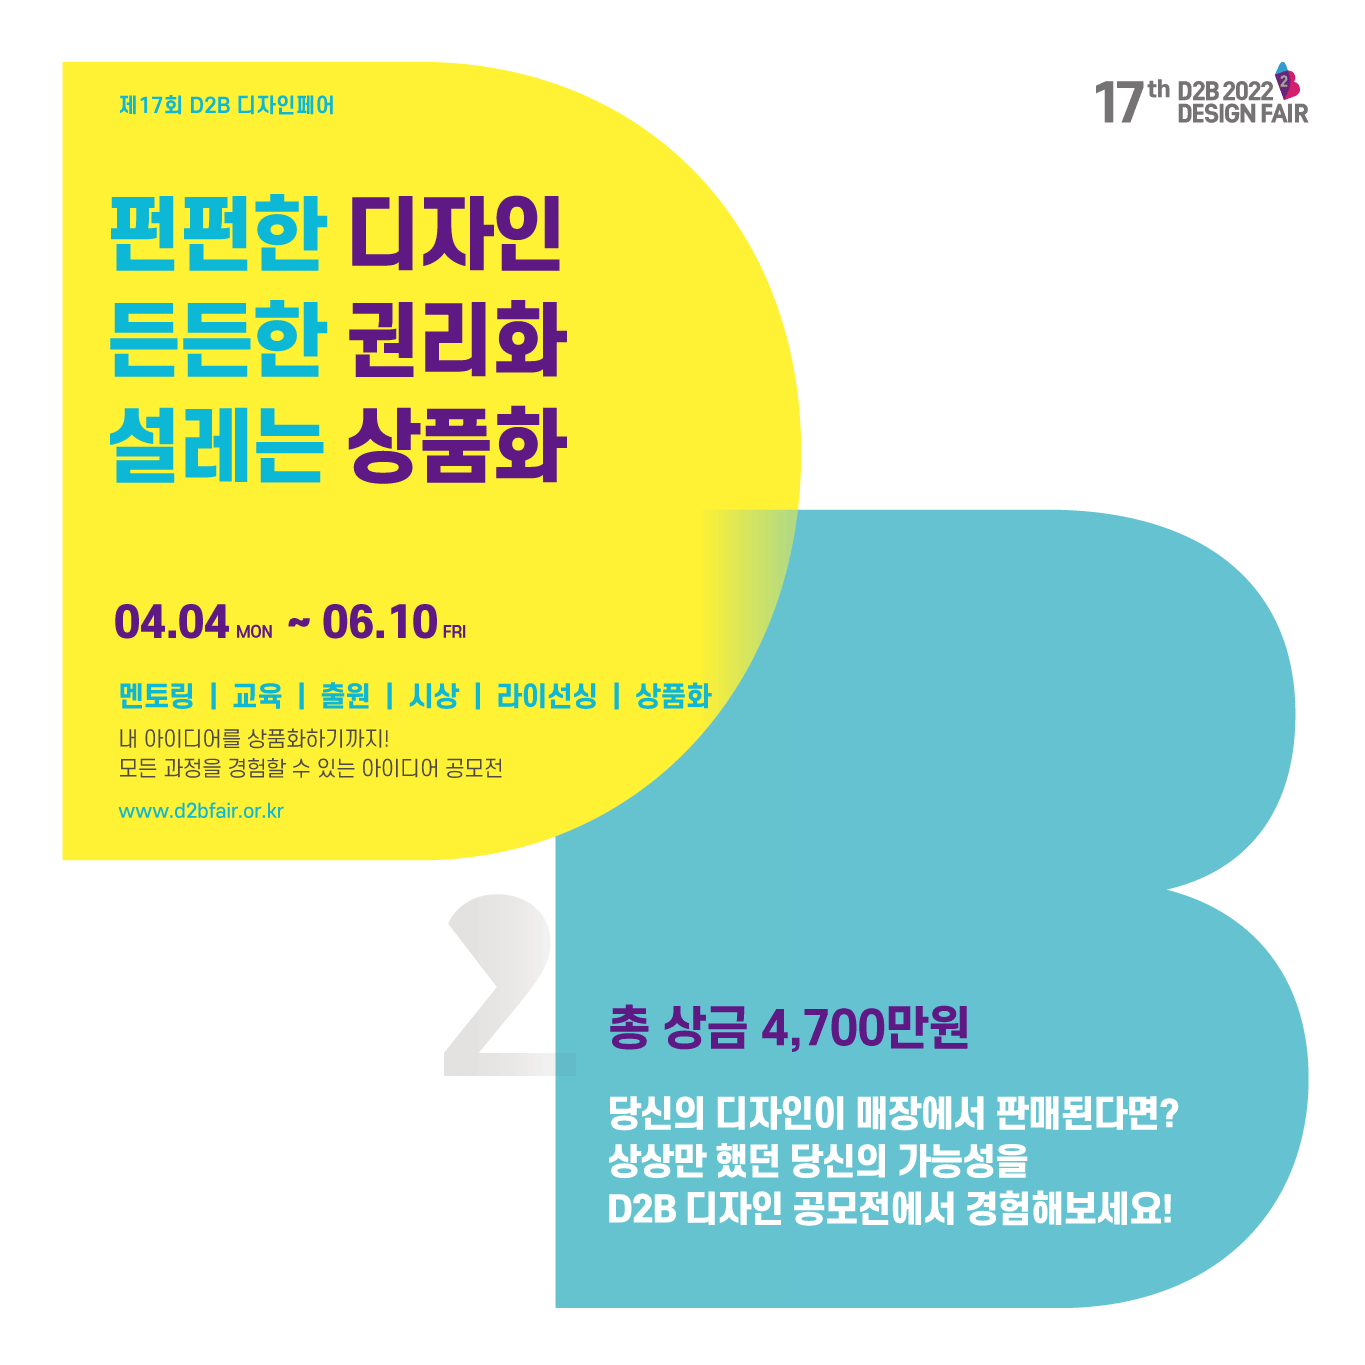 제17회 D2B 디자인페어
17th D2B 2022 2
DESIGN FAIR
펀펀한 디자인
든든한 권리화
설레는 상품화
04.04 MON ~ 06.10 FRI
멘토링 | 교육 | 출원 | 시상 | 라이선싱 | 상품화
내 아이디어를 상품화하기까지!
모든 과정을 경험할 수 있는 아이디어 공모전
www.d2bfair.or.kr
2
총 상금 4,700만원
당신의 디자인이 매장에서 판매된다면?
상상만 했던 당신의 가능성을
D2B 디자인 공모전에서 경험해보세요!